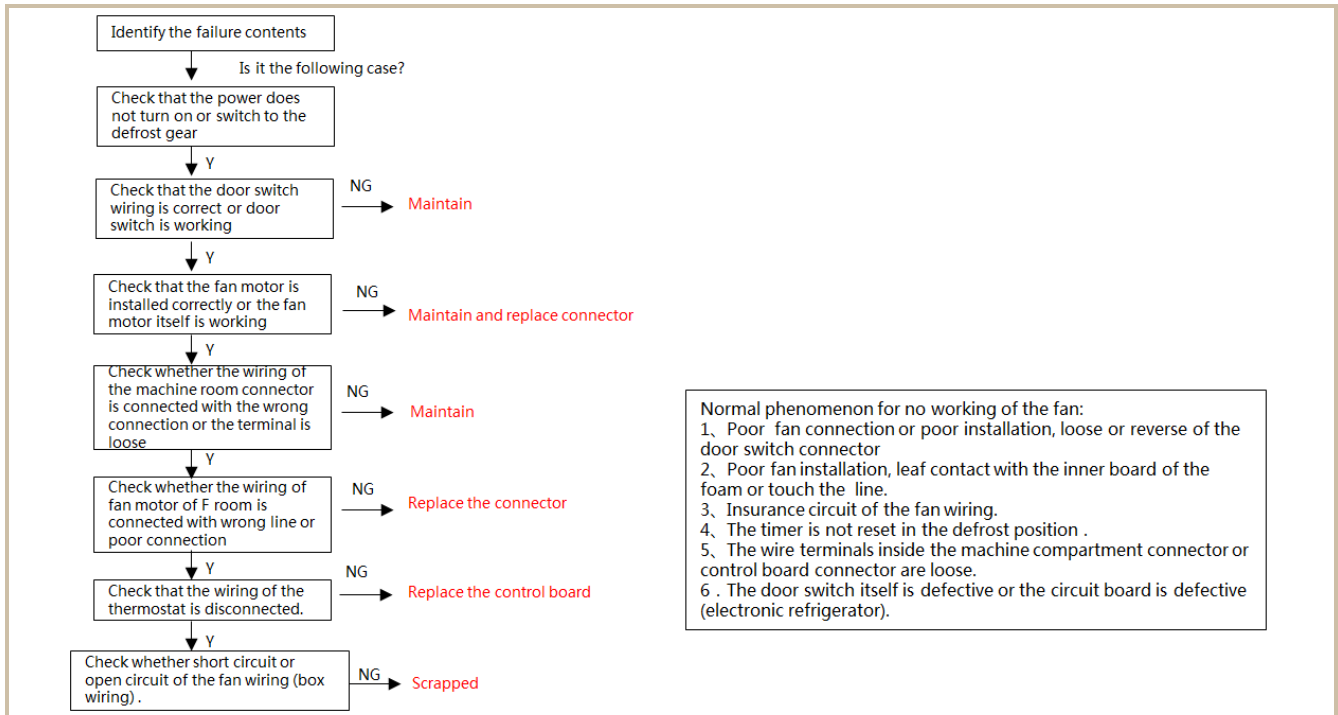 Identify the failure contents
Is it the following case?
Check that the power does
not turn on or switch to the
defrost gear
Y
Check that the door switch
wiring is correct or door
switch is working
NG
Maintain
Y
Check that the fan motor is
installed correctly or the fan
motor itself is working
NG
Maintain and replace connector
Y
Check whether the wiring of
the machine room connector
is connected with the wrong
connection or the terminal is
loose
NG
Maintain
Y
Check whether the wiring of
fan motor of F room is
connected with wrong line or
poor connection
NG
Replace the connector
Y
Check that the wiring of the
thermostat is disconnected.
NG
Replace the control board
Y
Check whether short circuit or
open circuit of the fan wiring (box
wiring) .
NG
Scrapped
Normal phenomenon for no working of the fan:
1、Poor fan connection or poor installation, loose or reverse of the
door switch connector
2、Poor fan installation, leaf contact with the inner board of the
foam or touch the line.
3、Insurance circuit of the fan wiring.
4、The timer is not reset in the defrost position .
5、The wire terminals inside the machine compartment connector or
control board connector are loose.
6 . The door switch itself is defective or the circuit board is defective
(electronic refrigerator).